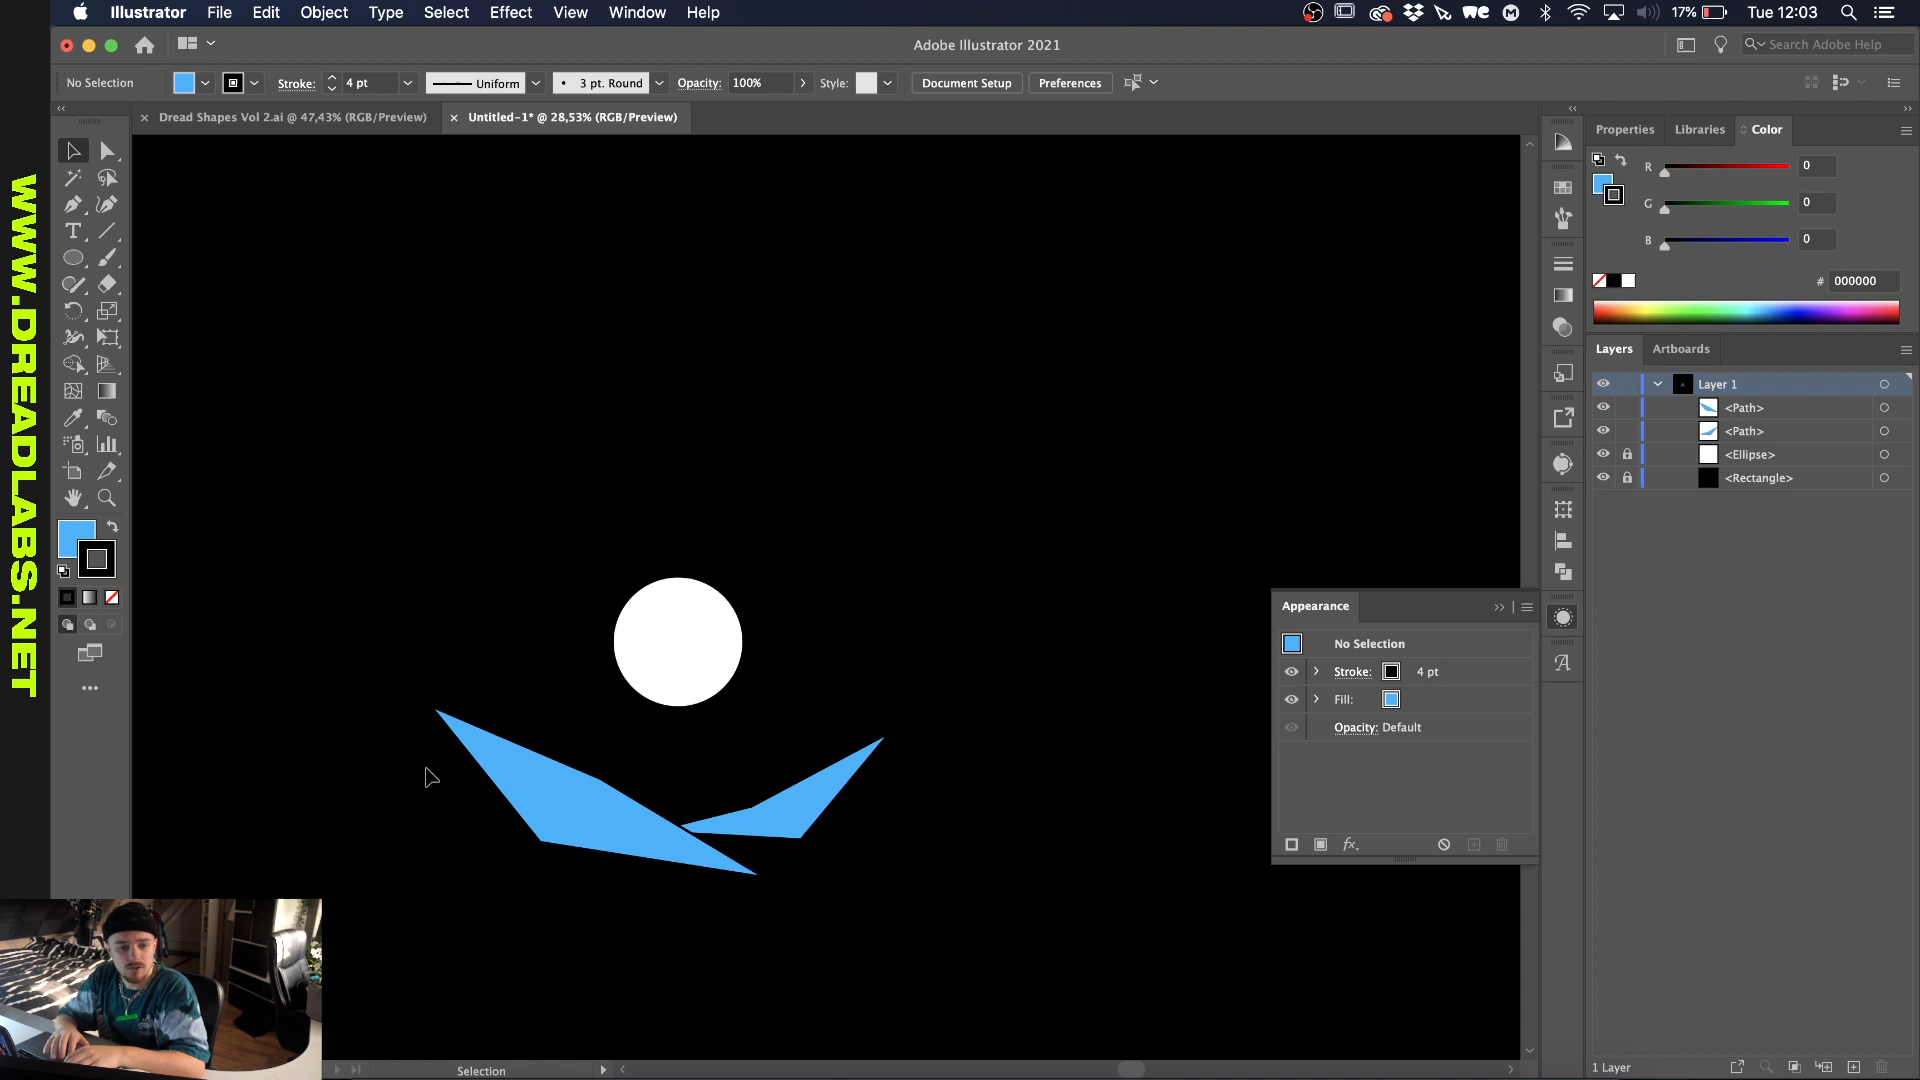 Illustrator File Edit Object Type Select Effect View Window Help
17% Tue 12:03
Adobe Illustrator 2021
Search Adobe Help
No Selection
Stroke: 4 pt
Uniform
3 pt. Round
Opacity: 100%
Style:
Document Setup
Preferences
Dread Shapes Vol 2.ai @ 47,43% (RGB/Preview)
Untitled-1* @ 28,53% (RGB/Preview)
Properties Libraries Color
R 0
G 0
B 0
# 000000
Layers Artboards
Layer 1
<Path>
<Path>
<Ellipse>
<Rectangle>
WWW.DREADLABS.NET
Appearance
No Selection
Stroke: 4 pt
Fill:
Opacity: Default
fx
Selection
1 Layer